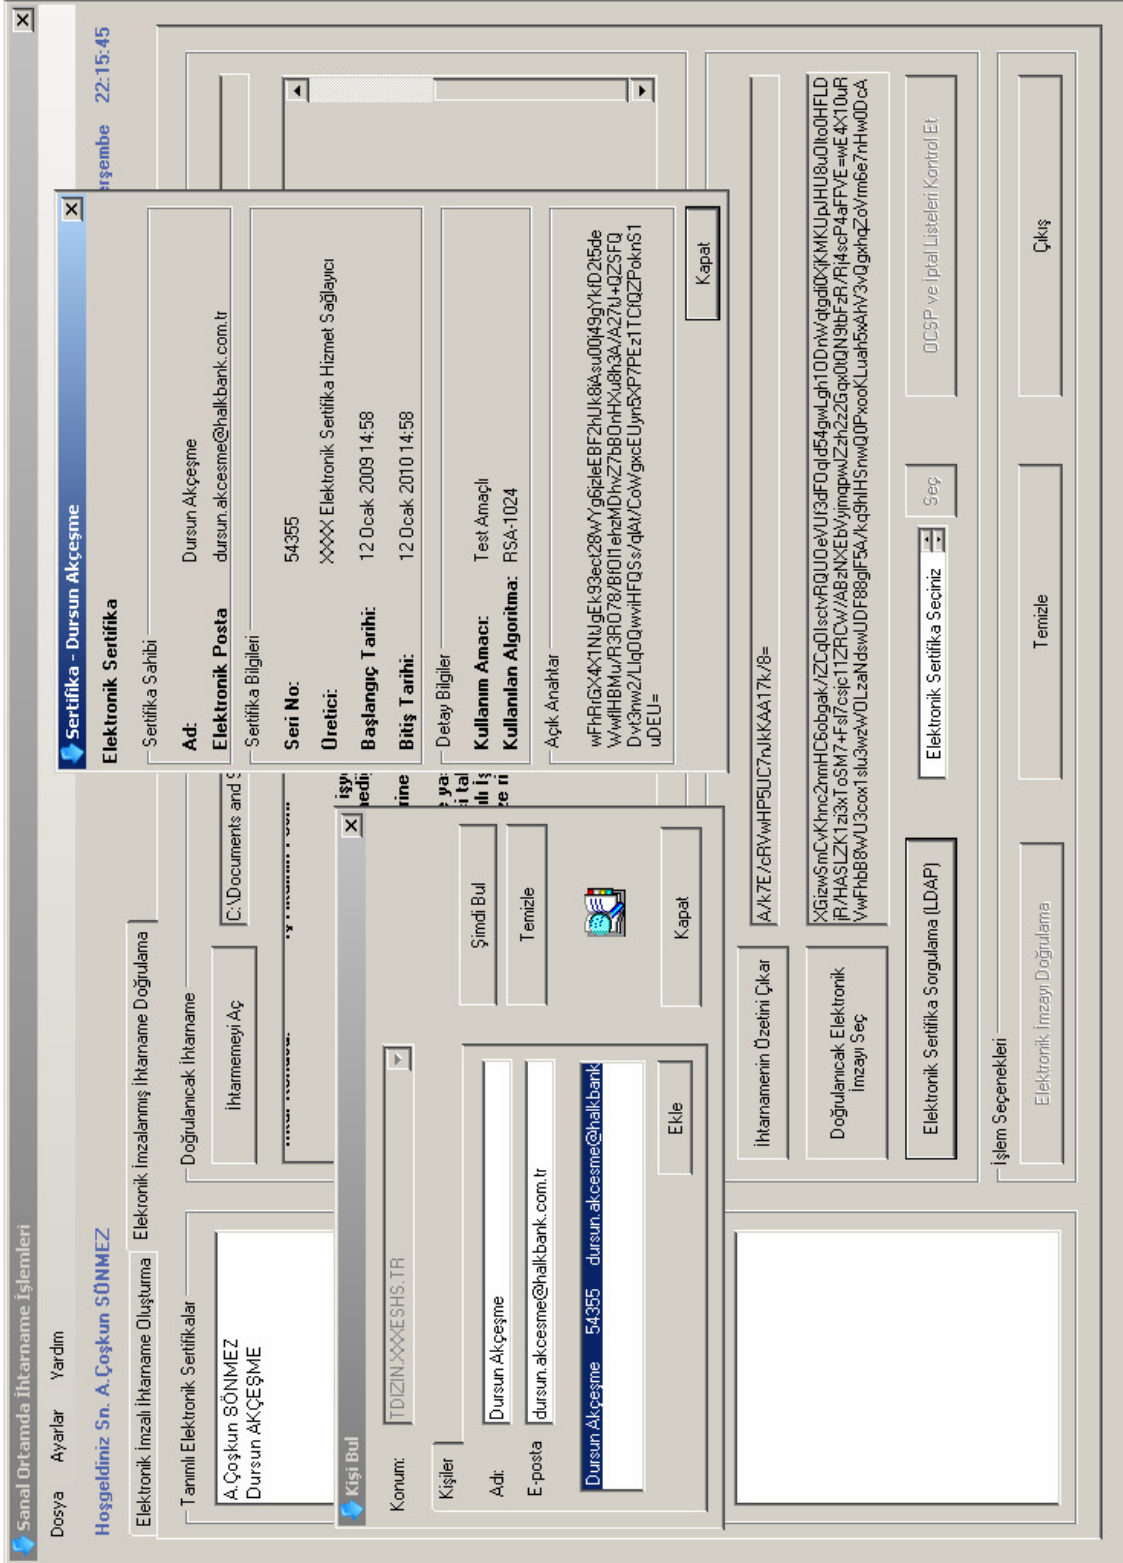 Sanal Ortamda İhtarname İşlemleri
Dosya Ayarlar Yardım
Hoşgeldiniz Sn. A.Çoşkun SÖNMEZ
erşembe 22:15:45
Elektronik İmzalı İhtarname Oluşturma
Elekronik İmzalanmış İhtarname Doğrulama
Tanımlı Elektronik Sertifikalar
A.Çoşkun SÖNMEZ
Dursun AKÇEŞME
Doğrulanıcak İhtarname
İhtarmemeyi Aç
C:\Documents and S
Kişi Bul
Konum:
TDIZIN.XXXESHS.TR
Kişiler
Adı:
Dursun Akçeşme
E-posta
dursun.akcesme@halkbank.com.tr
Dursun Akçeşme 54355 dursun.akcesme@halkbank
Ekle
Şimdi Bul
Temizle
Kapat
Sertifika - Dursun Akçeşme
Elektronik Sertifika
Sertifika Sahibi
Ad: Dursun Akçeşme
Elektronik Posta dursun.akcesme@halkbank.com.tr
Sertifika Bilgileri
Seri No: 54355
Üretici: XXXX Elektronik Sertifika Hizmet Sağlayıcı
Başlangıç Tarihi: 12 Ocak 2009 14:58
Bitiş Tarihi: 12 Ocak 2010 14:58
Detay Bilgiler
Kullanım Amacı: Test Amaçlı
Kullanılan Algoritma: RSA-1024
Açık Anahtar
uDEU=
Kapat
İhtarnamenin Özetini Çıkar
A/k7E/cRVwHP5UC7nJkKAA17k/8=
Doğrulanıcak Elektronik
İmzayı Seç
Elektronik Sertifika Sorgulama (LDAP)
Elektronik Sertifika Seçiniz
Seç
OCSP ve İptal Listeleri Kontrol Et
İşlem Seçenekleri
Elektronik İmzayı Doğrulama
Temizle
Çıkış